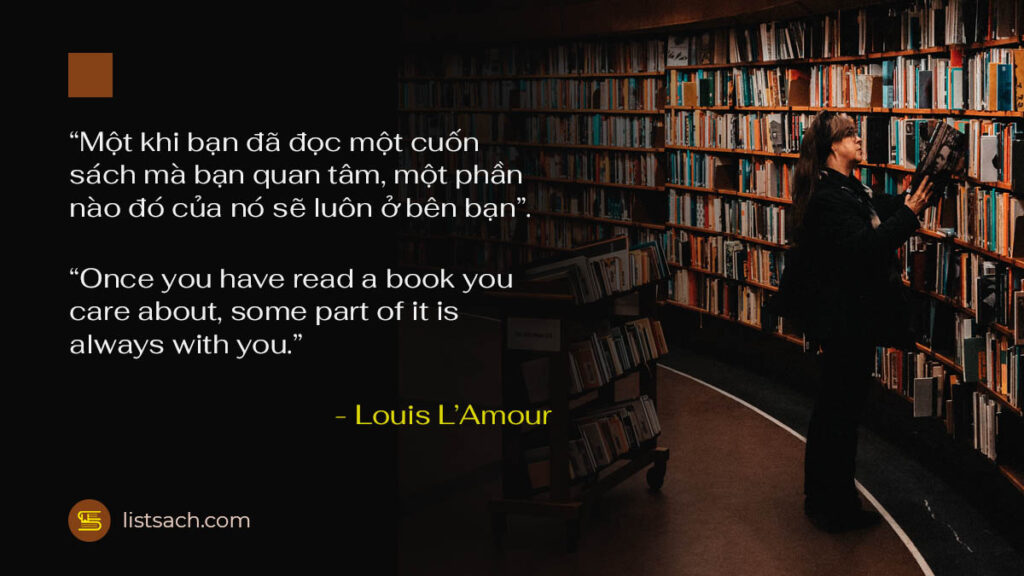 “Một khi bạn đã đọc một cuốn
sách mà bạn quan tâm, một phần
nào đó của nó sẽ luôn ở bên bạn”.
“Once you have read a book you
care about, some part of it is
always with you.”
- Louis L’Amour
listsach.com